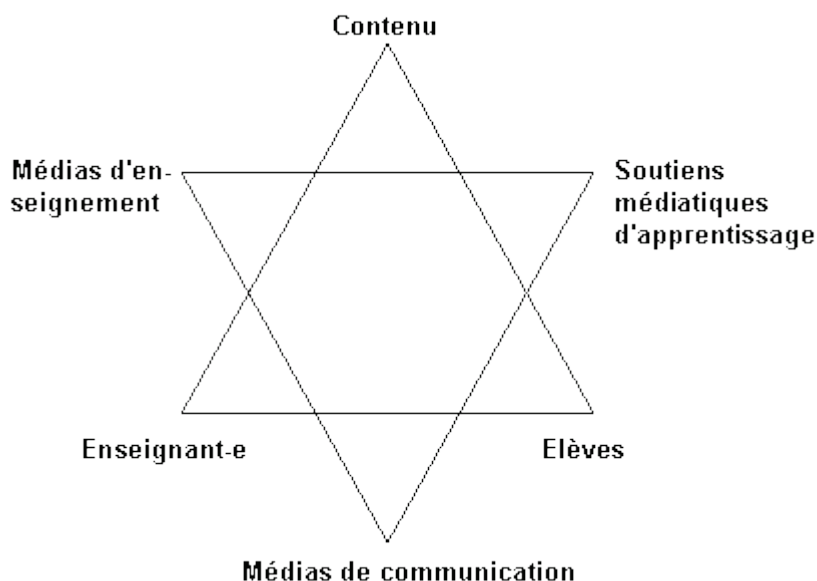 Contenu
Médias d'en-
seignement
Soutiens
médiatiques
d'apprentissage
Enseignant-e
Elèves
Médias de communication